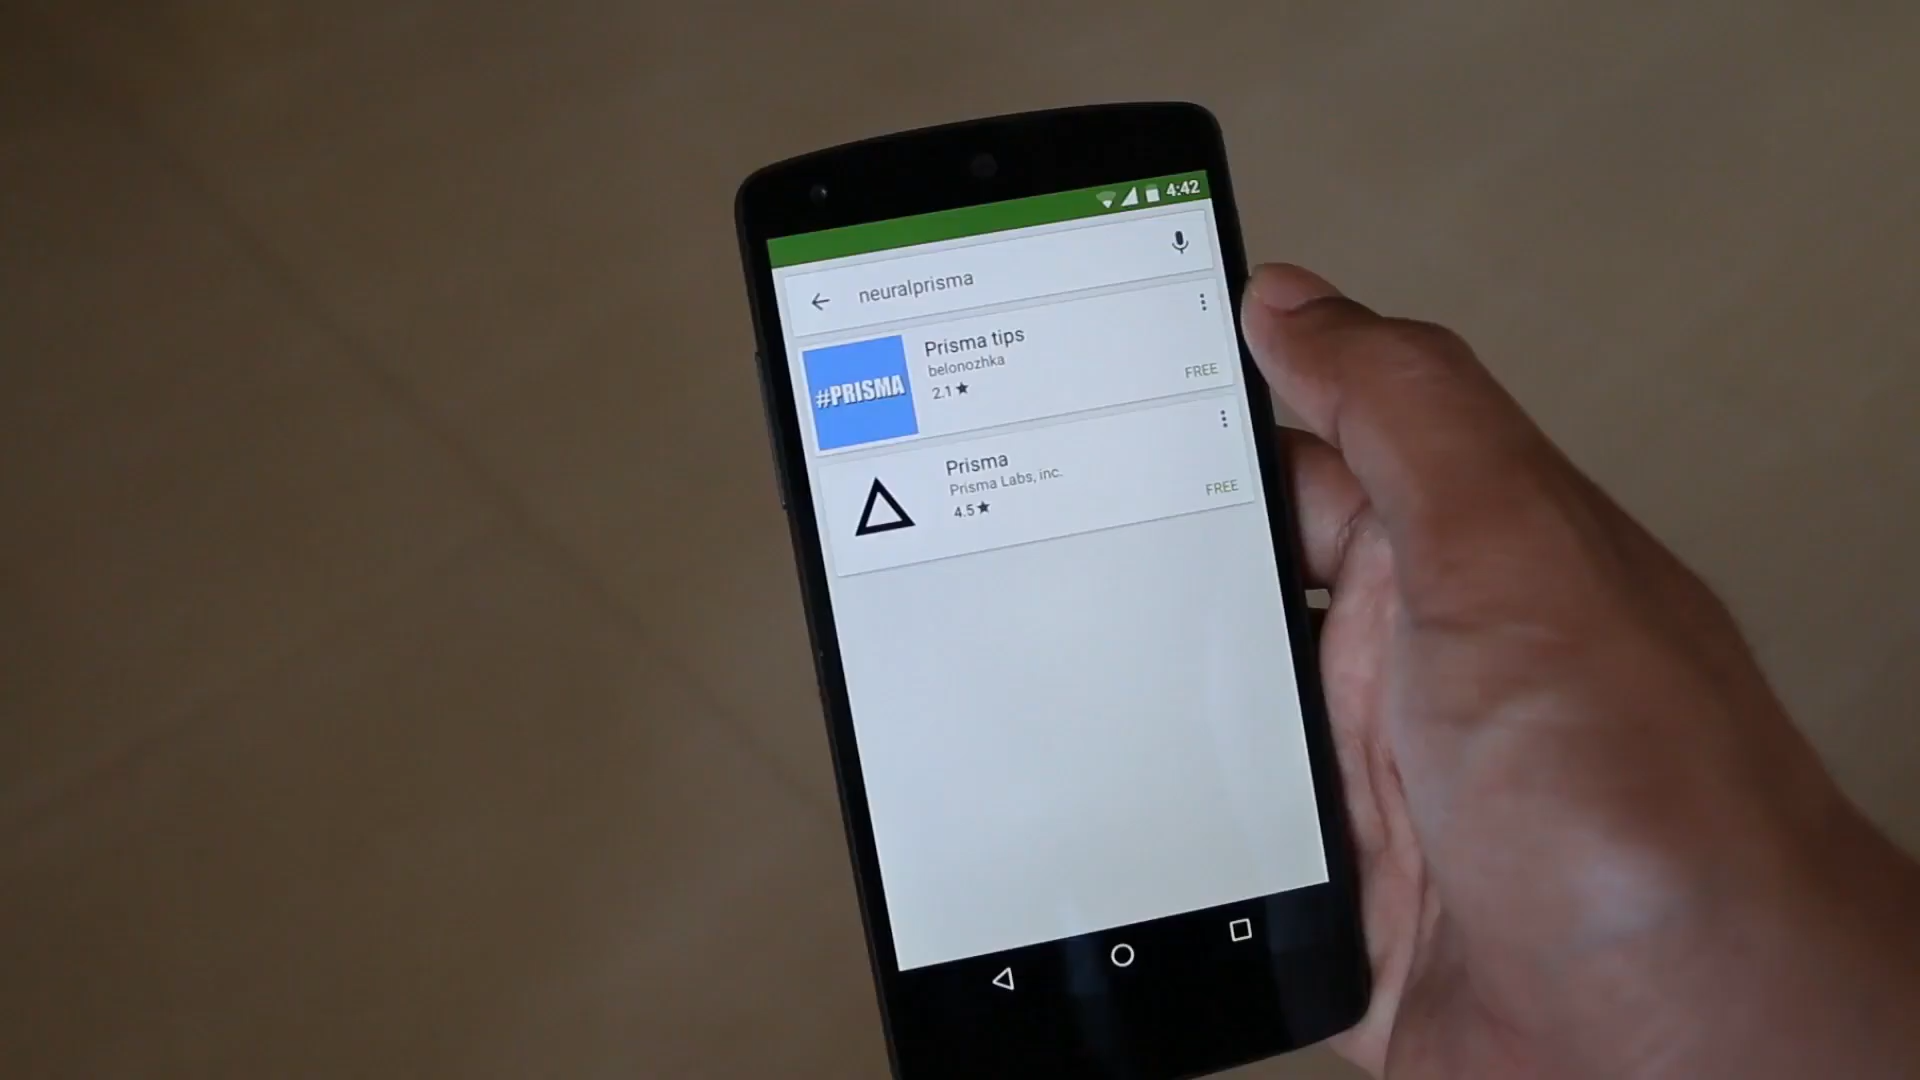 4:42
neuralprisma
#PRISMA
Prisma tips
belonozhka
2.1★
FREE
Prisma
Prisma Labs, inc.
4.5★
FREE